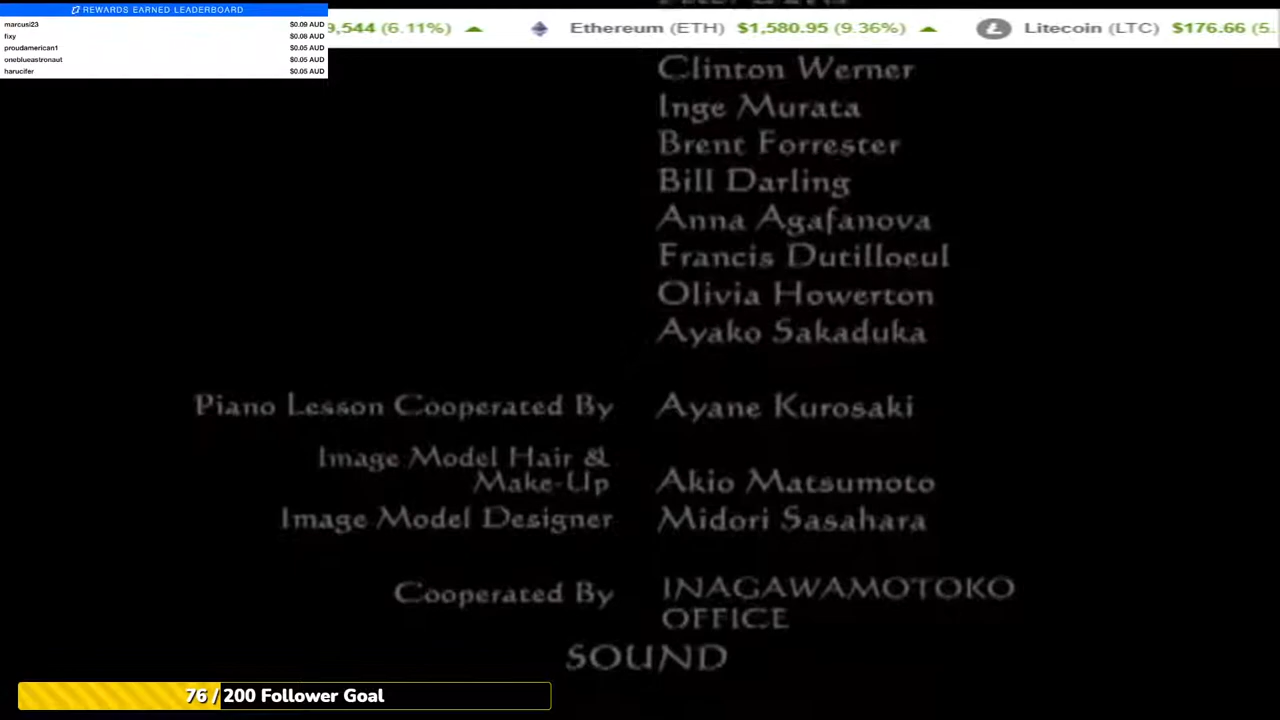 REWARDS EARNED LEADERBOARD
marcusi23 $0.09 AUD
fixy $0.08 AUD
proudamerican1 $0.05 AUD
oneblueastronaut $0.05 AUD
harucifer $0.05 AUD
9,544 (6.11%) Ethereum (ETH) $1,580.95 (9.36%) Litecoin (LTC) $176.66 (5.
Clinton Werner
Inge Murata
Brent Forrester
Bill Darling
Anna Agafanova
Francis Dutilloeul
Olivia Howerton
Ayako Sakaduka
Piano Lesson Cooperated By Ayane Kurosaki
Image Model Hair &
Make-Up Akio Matsumoto
Image Model Designer Midori Sasahara
Cooperated By INAGAWAMOTOKO
OFFICE
SOUND
76 / 200 Follower Goal